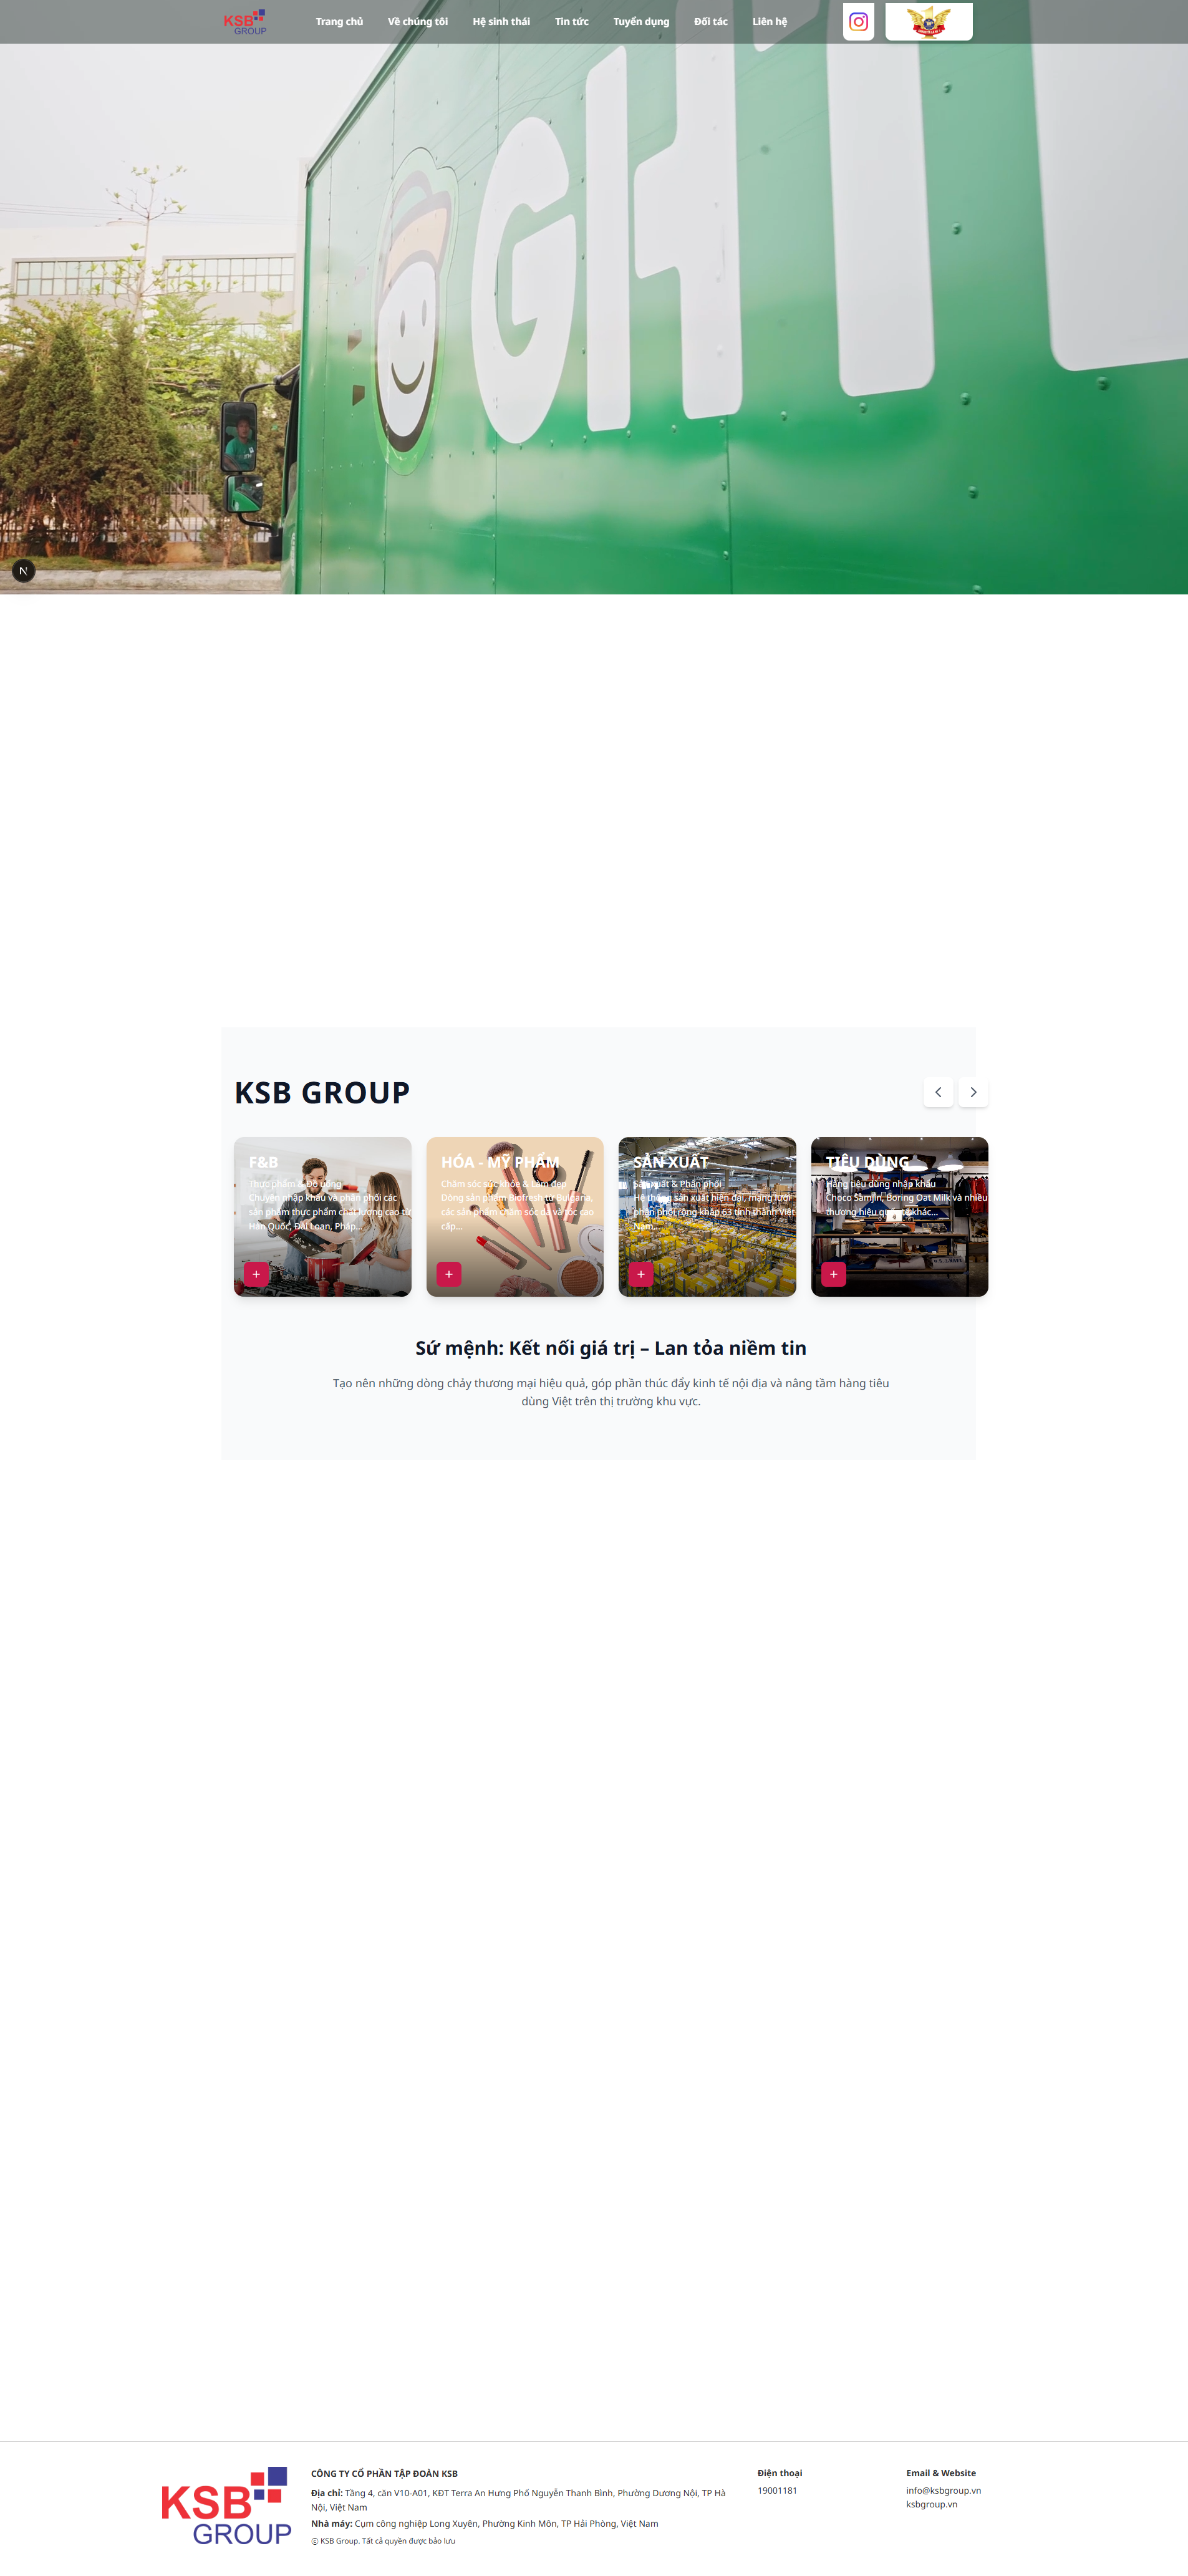 KSB
GROUP
Trang chủ
Về chúng tôi
Hệ sinh thái
Tin tức
Tuyển dụng
Đối tác
Liên hệ
GHT
N
KSB GROUP
F&B
Thực phẩm & Đồ uống
Chuyên nhập khẩu và phân phối các
sản phẩm thực phẩm chất lượng cao từ
Hàn Quốc, Đài Loan, Pháp...
HÓA - MỸ PHẨM
Chăm sóc sức khỏe & Làm đẹp
Dòng sản phẩm Biofresh từ Bulgaria,
các sản phẩm chăm sóc da và tóc cao
cấp...
SẢN XUẤT
Sản xuất & Phân phối
Hệ thống sản xuất hiện đại, mạng lưới
phân phối rộng khắp 63 tỉnh thành Việt
Nam...
TIÊU DÙNG
Hàng tiêu dùng nhập khẩu
Choco Samjin, Boring Oat Milk và nhiều
thương hiệu quốc tế khác...
Sứ mệnh: Kết nối giá trị – Lan tỏa niềm tin
Tạo nên những dòng chảy thương mại hiệu quả, góp phần thúc đẩy kinh tế nội địa và nâng tầm hàng tiêu
dùng Việt trên thị trường khu vực.
KSB
GROUP
CÔNG TY CỔ PHẦN TẬP ĐOÀN KSB
Địa chỉ: Tầng 4, căn V10-A01, KĐT Terra An Hưng Phố Nguyễn Thanh Bình, Phường Dương Nội, TP Hà
Nội, Việt Nam
Nhà máy: Cụm công nghiệp Long Xuyên, Phường Kinh Môn, TP Hải Phòng, Việt Nam
© KSB Group. Tất cả quyền được bảo lưu
Điện thoại
19001181
Email & Website
info@ksbgroup.vn
ksbgroup.vn